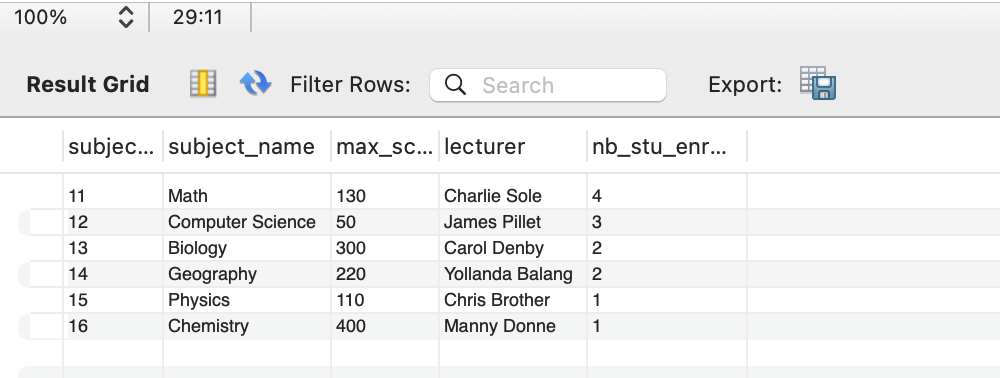 100% 29:11
Result Grid Filter Rows: Search Export:
subjec... subject_name max_sc... lecturer nb_stu_enr...
11 Math 130 Charlie Sole 4
12 Computer Science 50 James Pillet 3
13 Biology 300 Carol Denby 2
14 Geography 220 Yollanda Balang 2
15 Physics 110 Chris Brother 1
16 Chemistry 400 Manny Donne 1